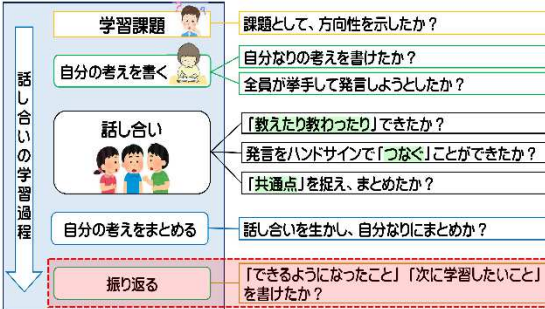 話し合いの学習過程
学習課題
課題として、方向性を示したか？
自分の考えを書く
自分なりの考えを書けたか？
全員が挙手して発言しようとしたか？
話し合い
「教えたり教わったり」できたか？
発言をハンドサインで「つなぐ」ことができたか？
「共通点」を捉え、まとめたか？
自分の考えをまとめる
話し合いを生かし、自分なりにまとめか？
振り返る
「できるようになったこと」「次に学習したいこと」
を書けたか？